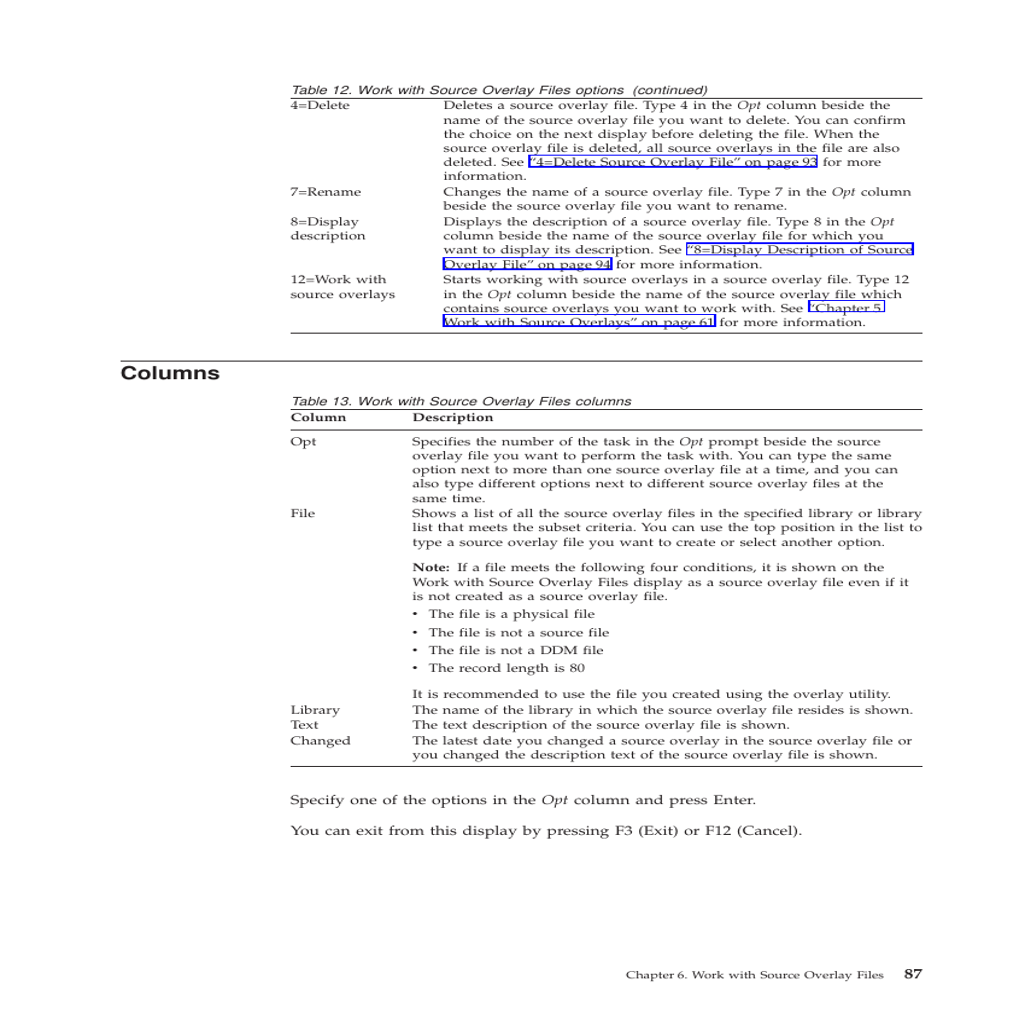 Table 12. Work with Source Overlay Files options (continued)
4=Delete Deletes a source overlay file. Type 4 in the Opt column beside the
name of the source overlay file you want to delete. You can confirm
the choice on the next display before deleting the file. When the
source overlay file is deleted, all source overlays in the file are also
deleted. See “4=Delete Source Overlay File” on page 93 for more
information.
7=Rename Changes the name of a source overlay file. Type 7 in the Opt column
beside the source overlay file you want to rename.
8=Display Displays the description of a source overlay file. Type 8 in the Opt
description column beside the name of the source overlay file for which you
want to display its description. See “8=Display Description of Source
Overlay File” on page 94 for more information.
12=Work with Starts working with source overlays in a source overlay file. Type 12
source overlays in the Opt column beside the name of the source overlay file which
contains source overlays you want to work with. See “Chapter 5.
Work with Source Overlays” on page 61 for more information.
Columns
Table 13. Work with Source Overlay Files columns
Column Description
Opt Specifies the number of the task in the Opt prompt beside the source
overlay file you want to perform the task with. You can type the same
option next to more than one source overlay file at a time, and you can
also type different options next to different source overlay files at the
same time.
File Shows a list of all the source overlay files in the specified library or library
list that meets the subset criteria. You can use the top position in the list to
type a source overlay file you want to create or select another option.
Note: If a file meets the following four conditions, it is shown on the
Work with Source Overlay Files display as a source overlay file even if it
is not created as a source overlay file.
• The file is a physical file
• The file is not a source file
• The file is not a DDM file
• The record length is 80
It is recommended to use the file you created using the overlay utility.
Library The name of the library in which the source overlay file resides is shown.
Text The text description of the source overlay file is shown.
Changed The latest date you changed a source overlay in the source overlay file or
you changed the description text of the source overlay file is shown.
Specify one of the options in the Opt column and press Enter.
You can exit from this display by pressing F3 (Exit) or F12 (Cancel).
Chapter 6. Work with Source Overlay Files 87